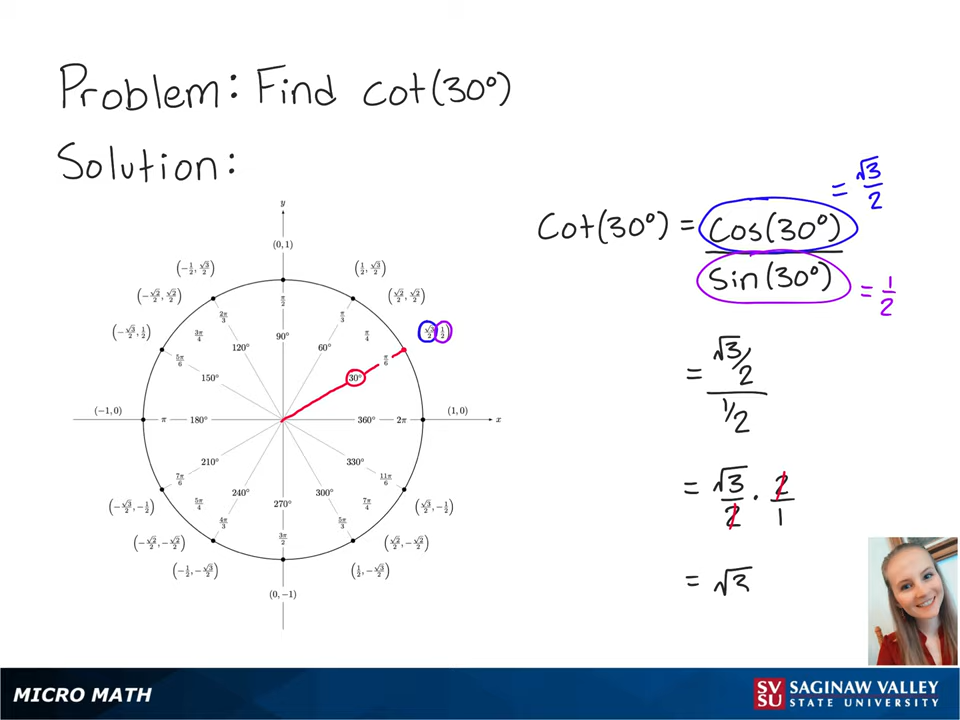 Problem: Find cot(30°)
Solution:
= √3/2
Cot(30°) = Cos(30°)/Sin(30°)
= 1/2
= √3/2 / 1/2
= √3/2 · 2/1
= √3
y
(0, 1)
(−1/2, √3/2) (1/2, √3/2)
(−√2/2, √2/2) (√2/2, √2/2)
(−√3/2, 1/2) √3/2 1/2)
π/2
2π/3 π/3
3π/4 π/4
90°
120° 60°
5π/6 π/6
150° 30°
(−1, 0) (1, 0)
π 180° 360° 2π x
210° 330°
7π/6 11π/6
240° 300°
270°
5π/4 7π/4
4π/3 5π/3
3π/2
(−√3/2, −1/2) (√3/2, −1/2)
(−√2/2, −√2/2) (√2/2, −√2/2)
(−1/2, −√3/2) (1/2, −√3/2)
(0, −1)
MICRO MATH
SV SU SAGINAW VALLEY
STATE UNIVERSITY